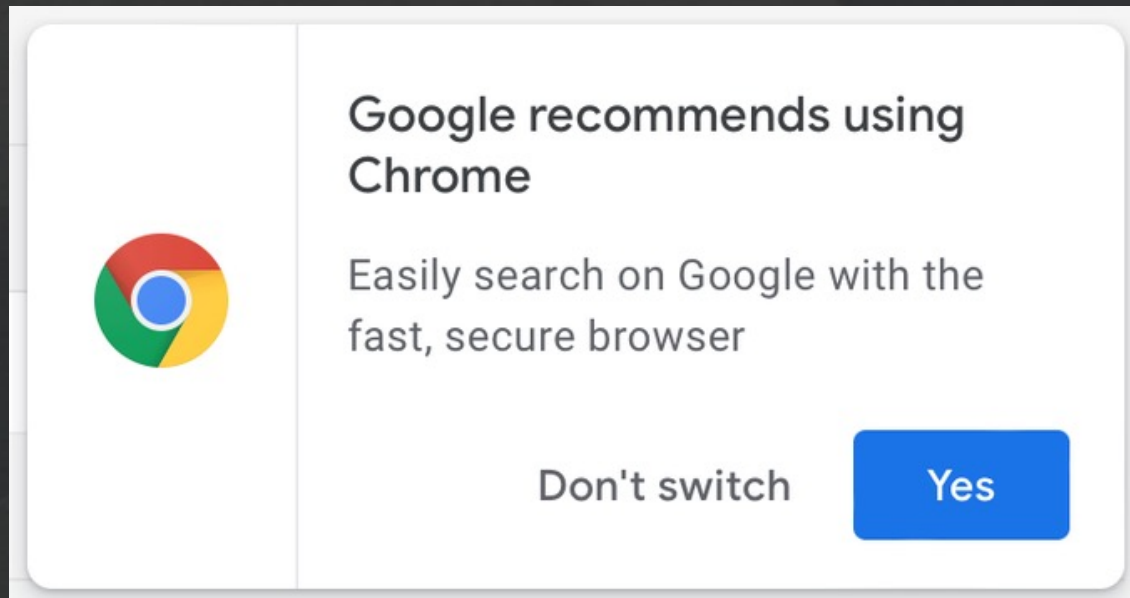 Google recommends using
Chrome
Easily search on Google with the
fast, secure browser
Don't switch
Yes